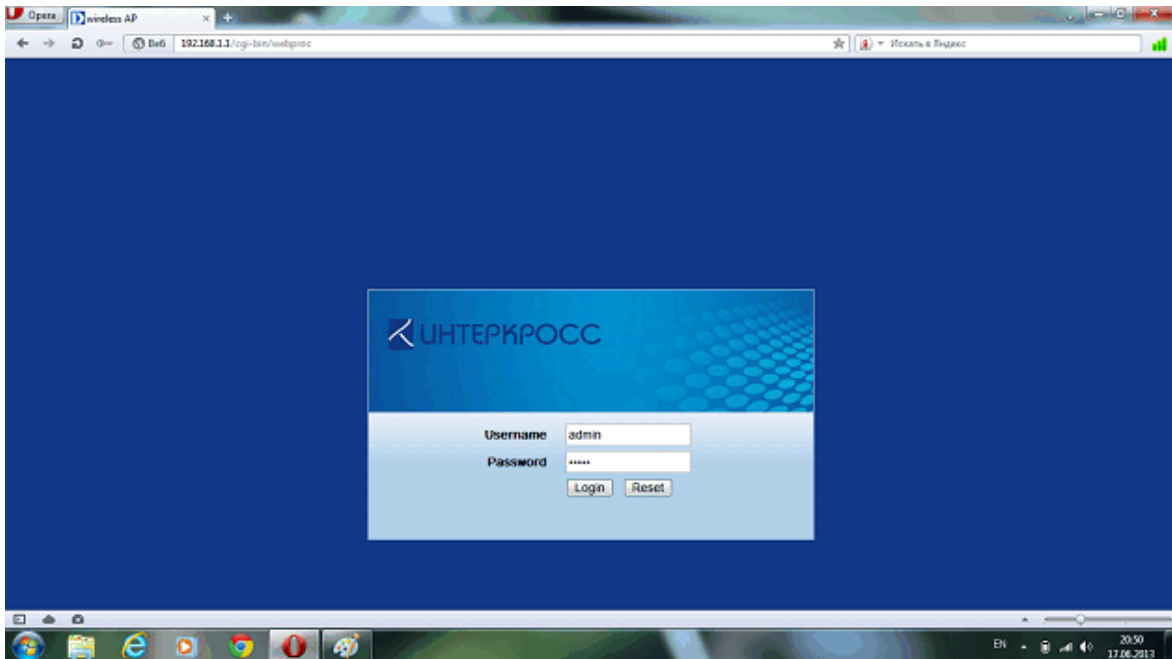 Opera
wireless AP
Веб
192.168.1.1/cgi-bin/webproc
Искать в Яндекс
ИНТЕРКРОСС
Username
admin
Password
•••••
Login
Reset
EN
20:50
17.06.2013